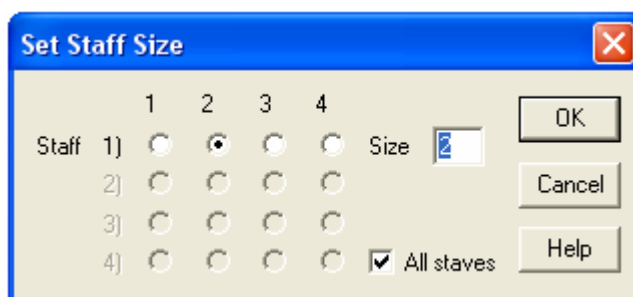 Set Staff Size
1 2 3 4
OK
Staff 1) Size 2
2)
Cancel
3)
Help
4) All staves